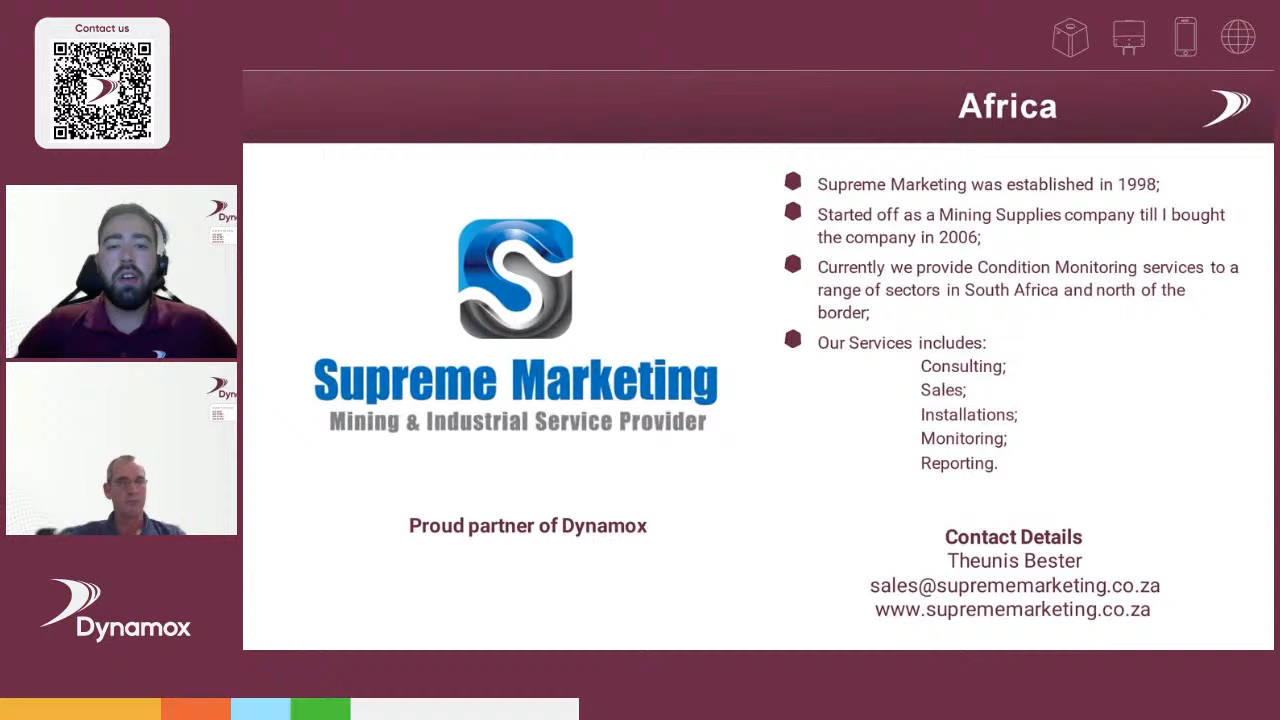 Contact us
Africa
Supreme Marketing
Mining & Industrial Service Provider
Proud partner of Dynamox
Supreme Marketing was established in 1998;
Started off as a Mining Supplies company till I bought
the company in 2006;
Currently we provide Condition Monitoring services to a
range of sectors in South Africa and north of the
border;
Our Services includes:
Consulting;
Sales;
Installations;
Monitoring;
Reporting.
Contact Details
Theunis Bester
sales@suprememarketing.co.za
www.suprememarketing.co.za
Dyn
Dyn
Dynamox